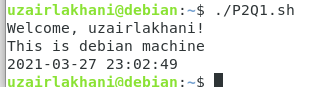 uzairlakhani@debian:~$ ./P2Q1.sh
Welcome, uzairlakhani!
This is debian machine
2021-03-27 23:02:49
uzairlakhani@debian:~$